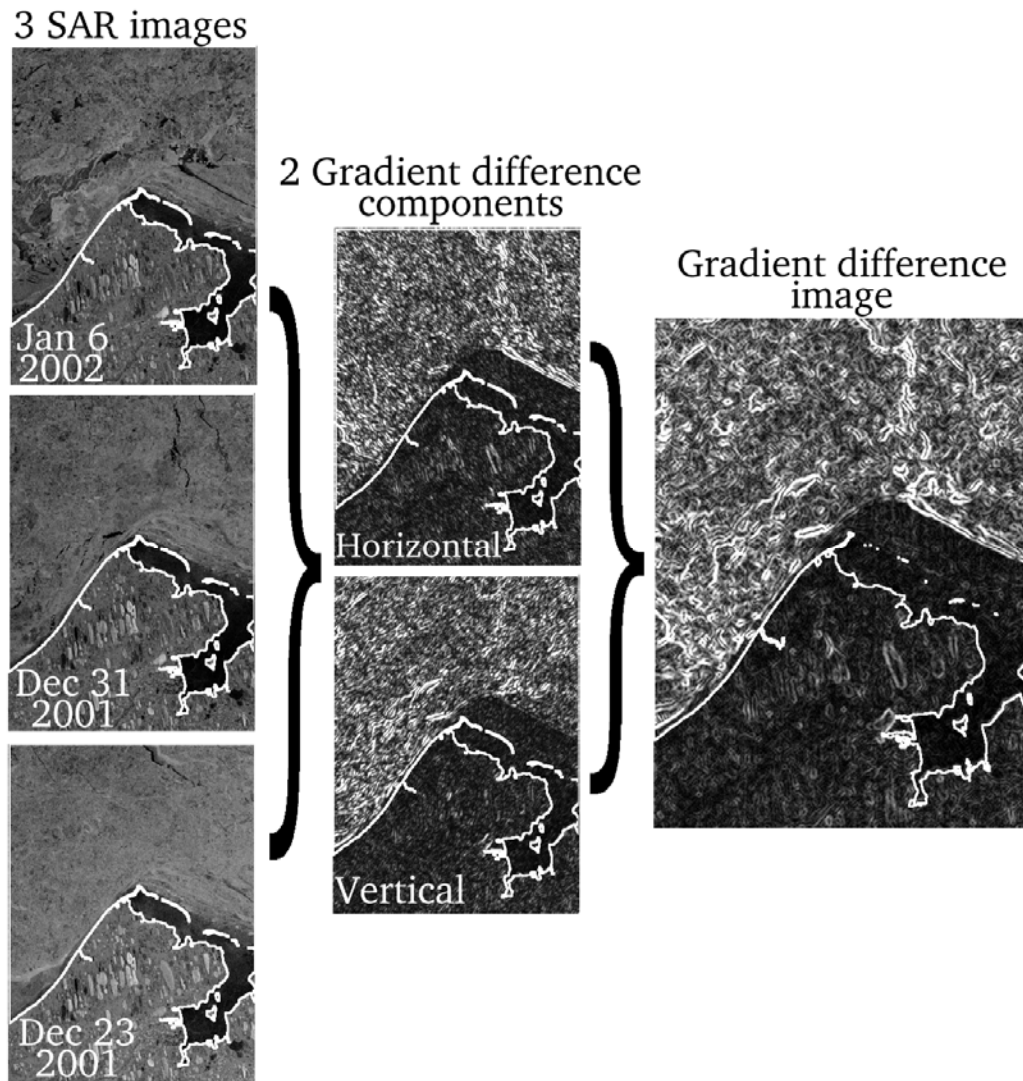 3 SAR images
Jan 6
2002
Dec 31
2001
Dec 23
2001
2 Gradient difference
components
Horizontal
Vertical
Gradient difference
image